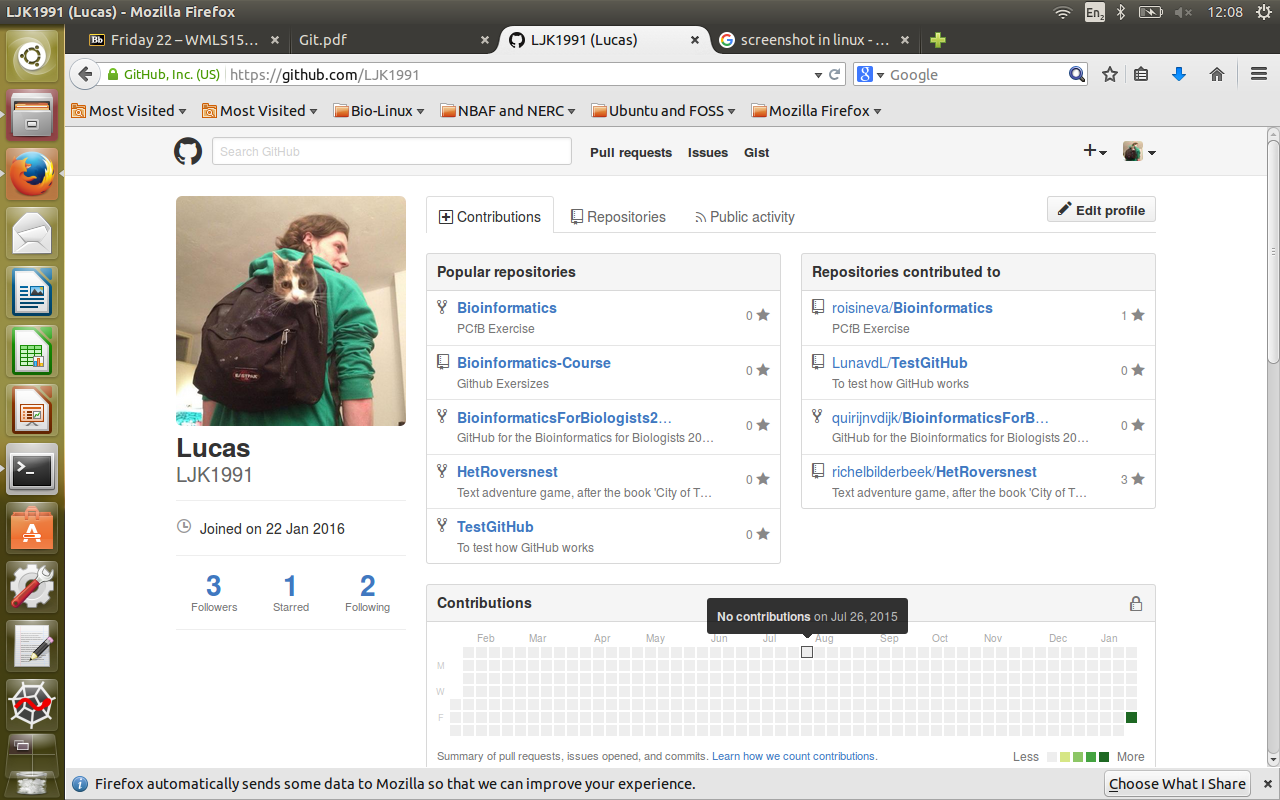 LJK1991 (Lucas) - Mozilla Firefox
En2
12:08
Bb Friday 22 – WMLS15...
Git.pdf
LJK1991 (Lucas)
screenshot in linux - ...
GitHub, Inc. (US)
https://github.com/LJK1991
Google
Most Visited
Most Visited
Bio-Linux
NBAF and NERC
Ubuntu and FOSS
Mozilla Firefox
Search GitHub
Pull requests
Issues
Gist
Contributions
Repositories
Public activity
Edit profile
EASTPAK
Lucas
LJK1991
Joined on 22 Jan 2016
3
Followers
1
Starred
2
Following
Popular repositories
Bioinformatics
PCfB Exercise
0
Bioinformatics-Course
Github Exersizes
0
BioinformaticsForBiologists2...
GitHub for the Bioinformatics for Biologists 20...
0
HetRoversnest
Text adventure game, after the book 'City of T...
0
TestGitHub
To test how GitHub works
0
Repositories contributed to
roisineva/Bioinformatics
PCfB Exercise
1
LunavdL/TestGitHub
To test how GitHub works
0
quirijnvdijk/BioinformaticsForB...
GitHub for the Bioinformatics for Biologists 20...
0
richelbilderbeek/HetRoversnest
Text adventure game, after the book 'City of T...
3
Contributions
No contributions on Jul 26, 2015
Feb Mar Apr May Jun Jul Aug Sep Oct Nov Dec Jan
M
W
F
Summary of pull requests, issues opened, and commits. Learn how we count contributions.
Less
More
Firefox automatically sends some data to Mozilla so that we can improve your experience.
Choose What I Share